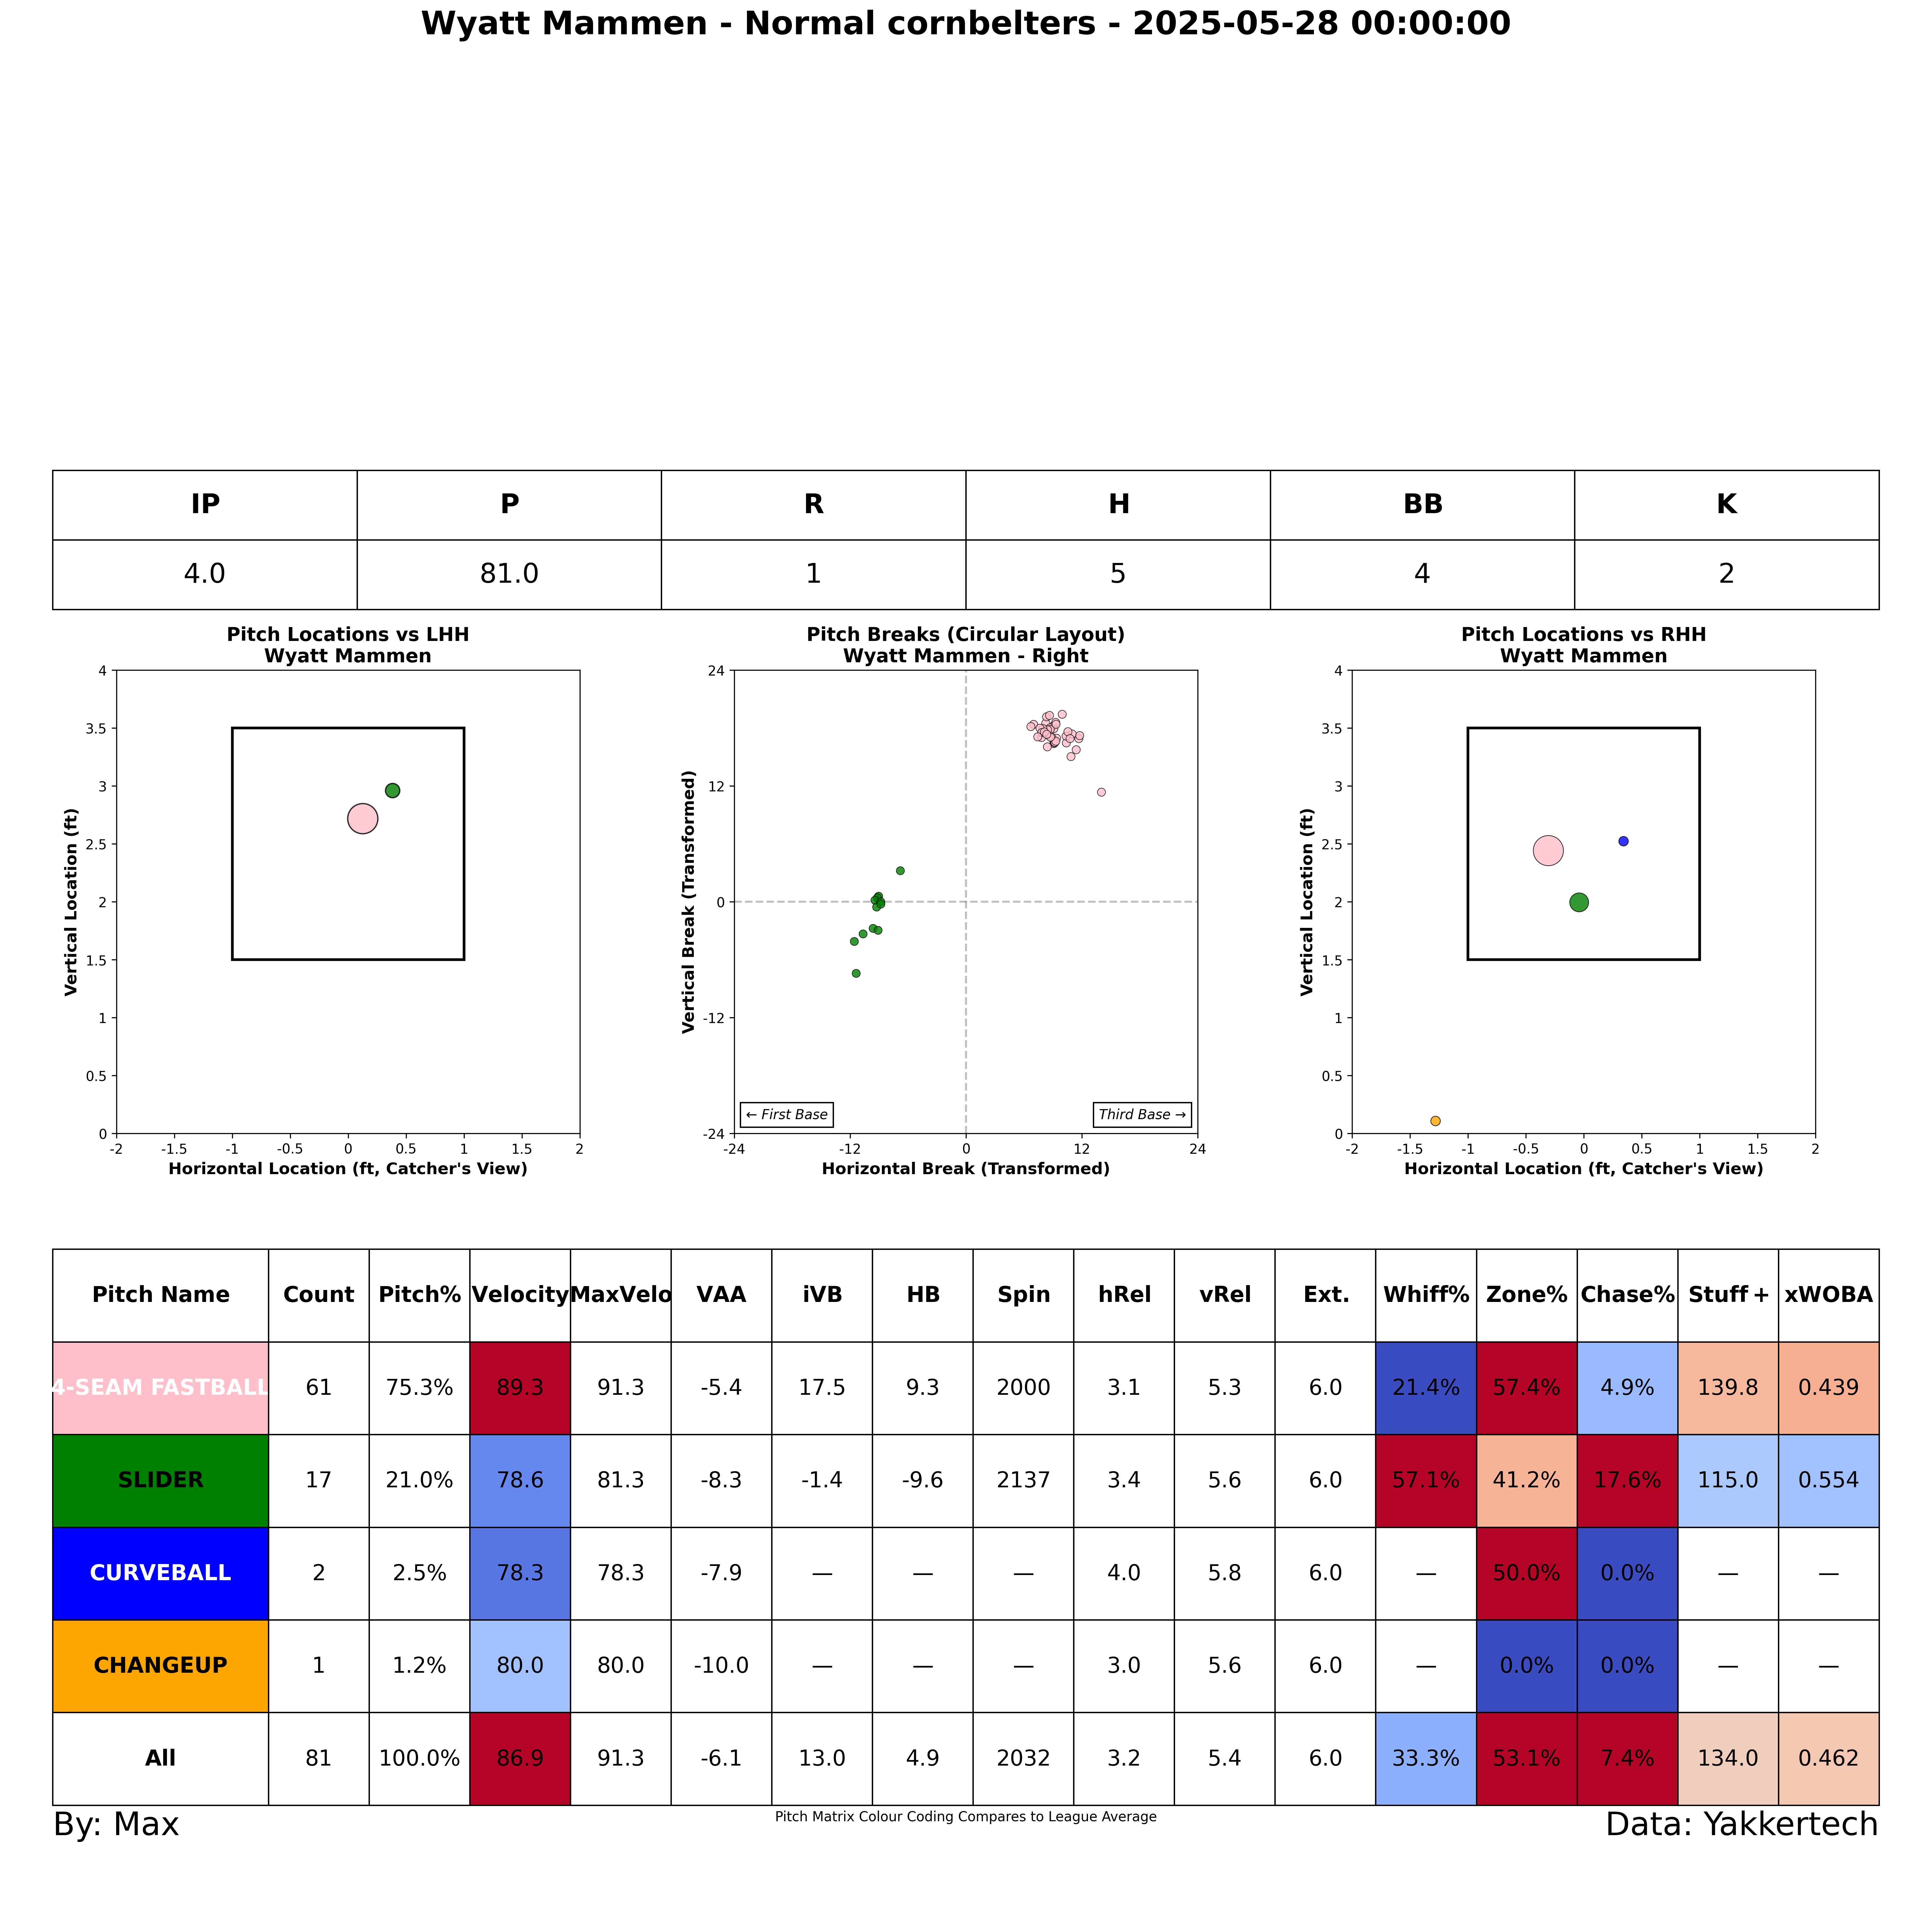 Wyatt Mammen - Normal cornbelters - 2025-05-28 00:00:00
IP P R H BB K
4.0 81.0 1 5 4 2
Pitch Locations vs LHH
Wyatt Mammen
4
3.5
3
2.5
2
1.5
1
0.5
0
Vertical Location (ft)
-2 -1.5 -1 -0.5 0 0.5 1 1.5 2
Horizontal Location (ft, Catcher's View)
Pitch Breaks (Circular Layout)
Wyatt Mammen - Right
24
12
0
-12
-24
Vertical Break (Transformed)
← First Base
Third Base →
-24 -12 0 12 24
Horizontal Break (Transformed)
Pitch Locations vs RHH
Wyatt Mammen
4
3.5
3
2.5
2
1.5
1
0.5
0
Vertical Location (ft)
-2 -1.5 -1 -0.5 0 0.5 1 1.5 2
Horizontal Location (ft, Catcher's View)
Pitch Name Count Pitch% Velocity MaxVelo VAA iVB HB Spin hRel vRel Ext. Whiff% Zone% Chase% Stuff+ xWOBA
4-SEAM FASTBALL 61 75.3% 89.3 91.3 -5.4 17.5 9.3 2000 3.1 5.3 6.0 21.4% 57.4% 4.9% 139.8 0.439
SLIDER 17 21.0% 78.6 81.3 -8.3 -1.4 -9.6 2137 3.4 5.6 6.0 57.1% 41.2% 17.6% 115.0 0.554
CURVEBALL 2 2.5% 78.3 78.3 -7.9 — — — 4.0 5.8 6.0 — 50.0% 0.0% — —
CHANGEUP 1 1.2% 80.0 80.0 -10.0 — — — 3.0 5.6 6.0 — 0.0% 0.0% — —
All 81 100.0% 86.9 91.3 -6.1 13.0 4.9 2032 3.2 5.4 6.0 33.3% 53.1% 7.4% 134.0 0.462
By: Max
Pitch Matrix Colour Coding Compares to League Average
Data: Yakkertech